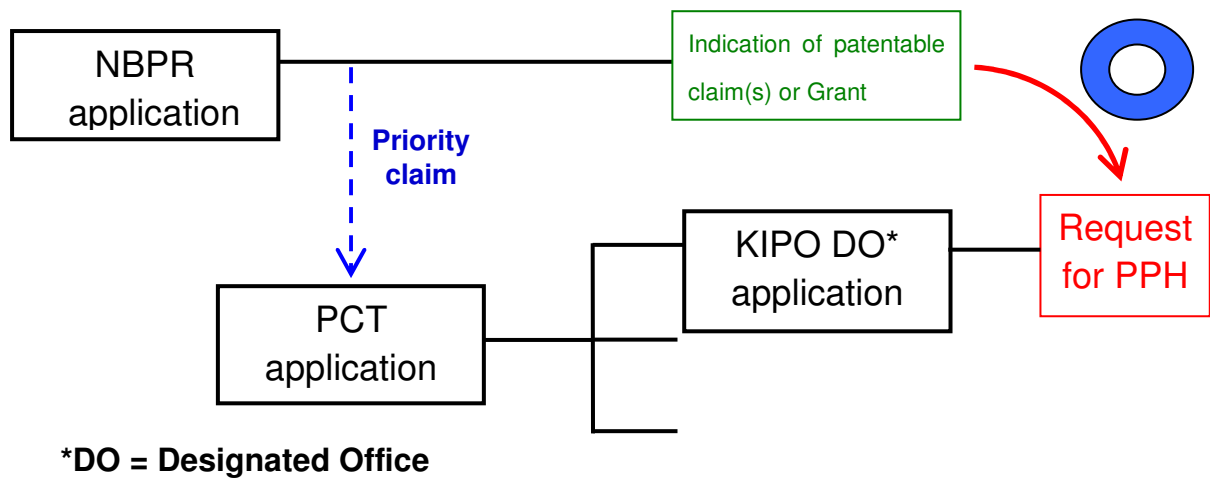 NBPR
application
Indication of patentable
claim(s) or Grant
Priority
claim
KIPO DO*
application
Request
for PPH
PCT
application
*DO = Designated Office